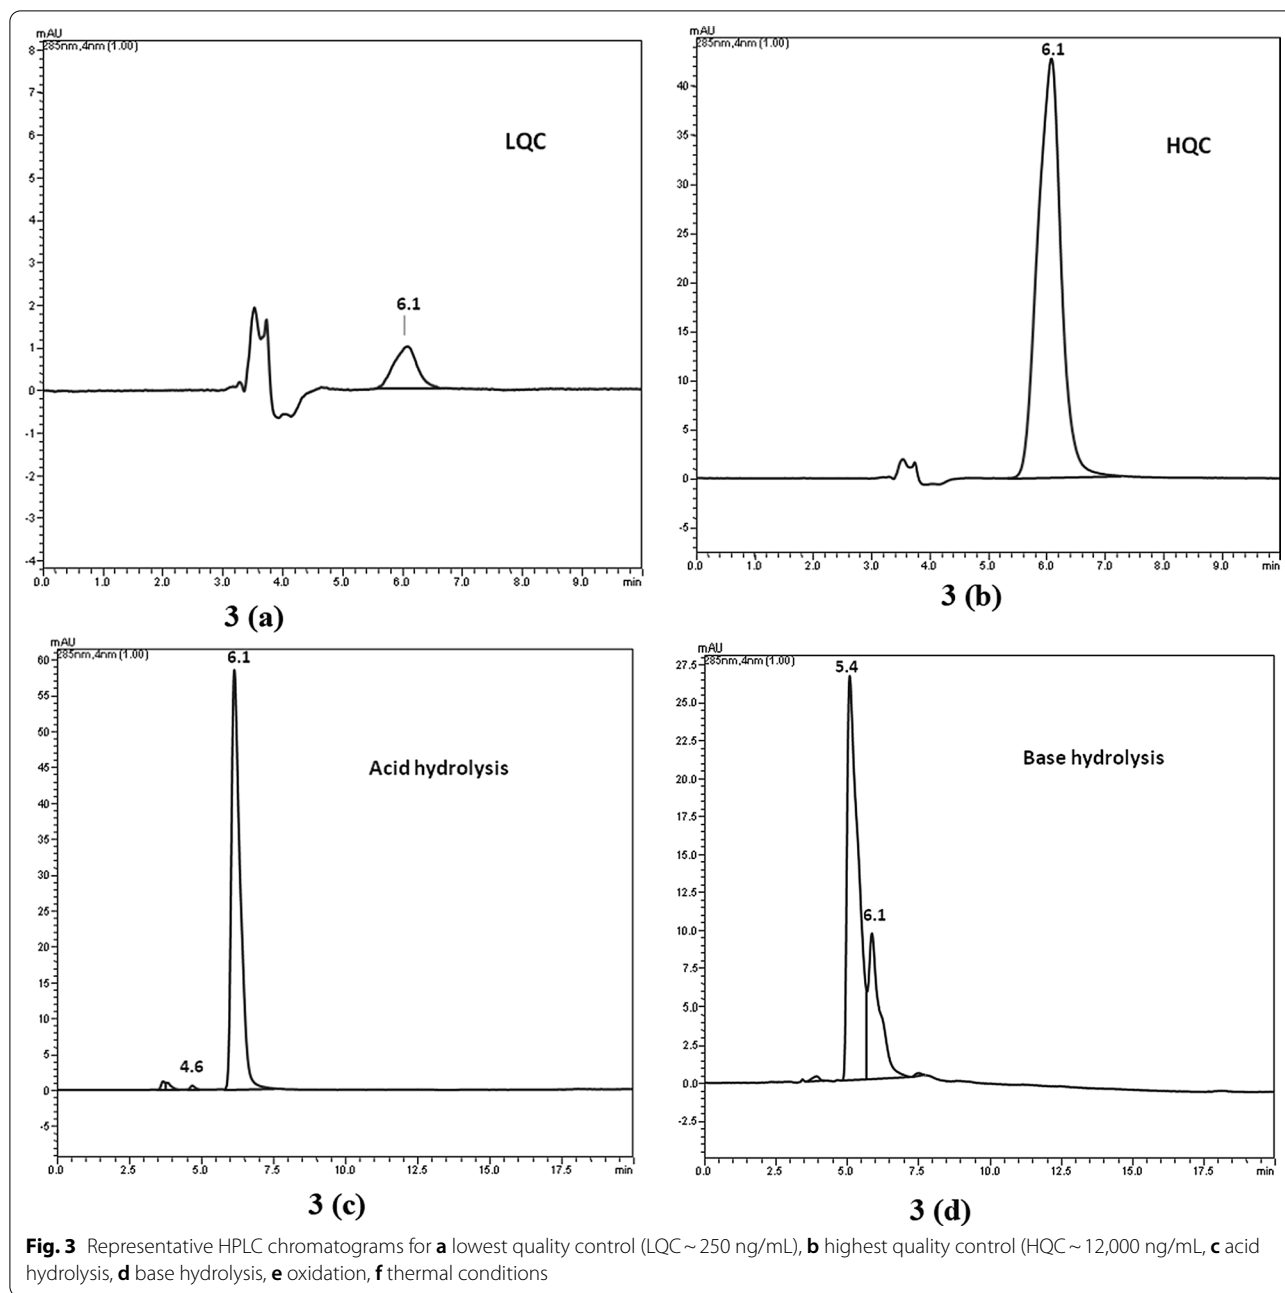 mAU
285nm,4nm (1.00)
8
7
6
5
4
3
2
1
0
-1
-2
-3
-4
LQC
6.1
0.0 1.0 2.0 3.0 4.0 5.0 6.0 7.0 8.0 9.0 min
3 (a)
mAU
285nm,4nm (1.00)
40
35
30
25
20
15
10
5
0
-5
6.1
HQC
0.0 1.0 2.0 3.0 4.0 5.0 6.0 7.0 8.0 9.0 min
3 (b)
mAU
285nm,4nm (1.00)
60
55
50
45
40
35
30
25
20
15
10
5
0
-5
6.1
Acid hydrolysis
4.6
0.0 2.5 5.0 7.5 10.0 12.5 15.0 17.5 min
3 (c)
mAU
285nm,4nm (1.00)
27.5
25.0
22.5
20.0
17.5
15.0
12.5
10.0
7.5
5.0
2.5
0.0
-2.5
5.4
Base hydrolysis
6.1
0.0 2.5 5.0 7.5 10.0 12.5 15.0 17.5 min
3 (d)
Fig. 3 Representative HPLC chromatograms for a lowest quality control (LQC ~ 250 ng/mL), b highest quality control (HQC ~ 12,000 ng/mL, c acid
hydrolysis, d base hydrolysis, e oxidation, f thermal conditions